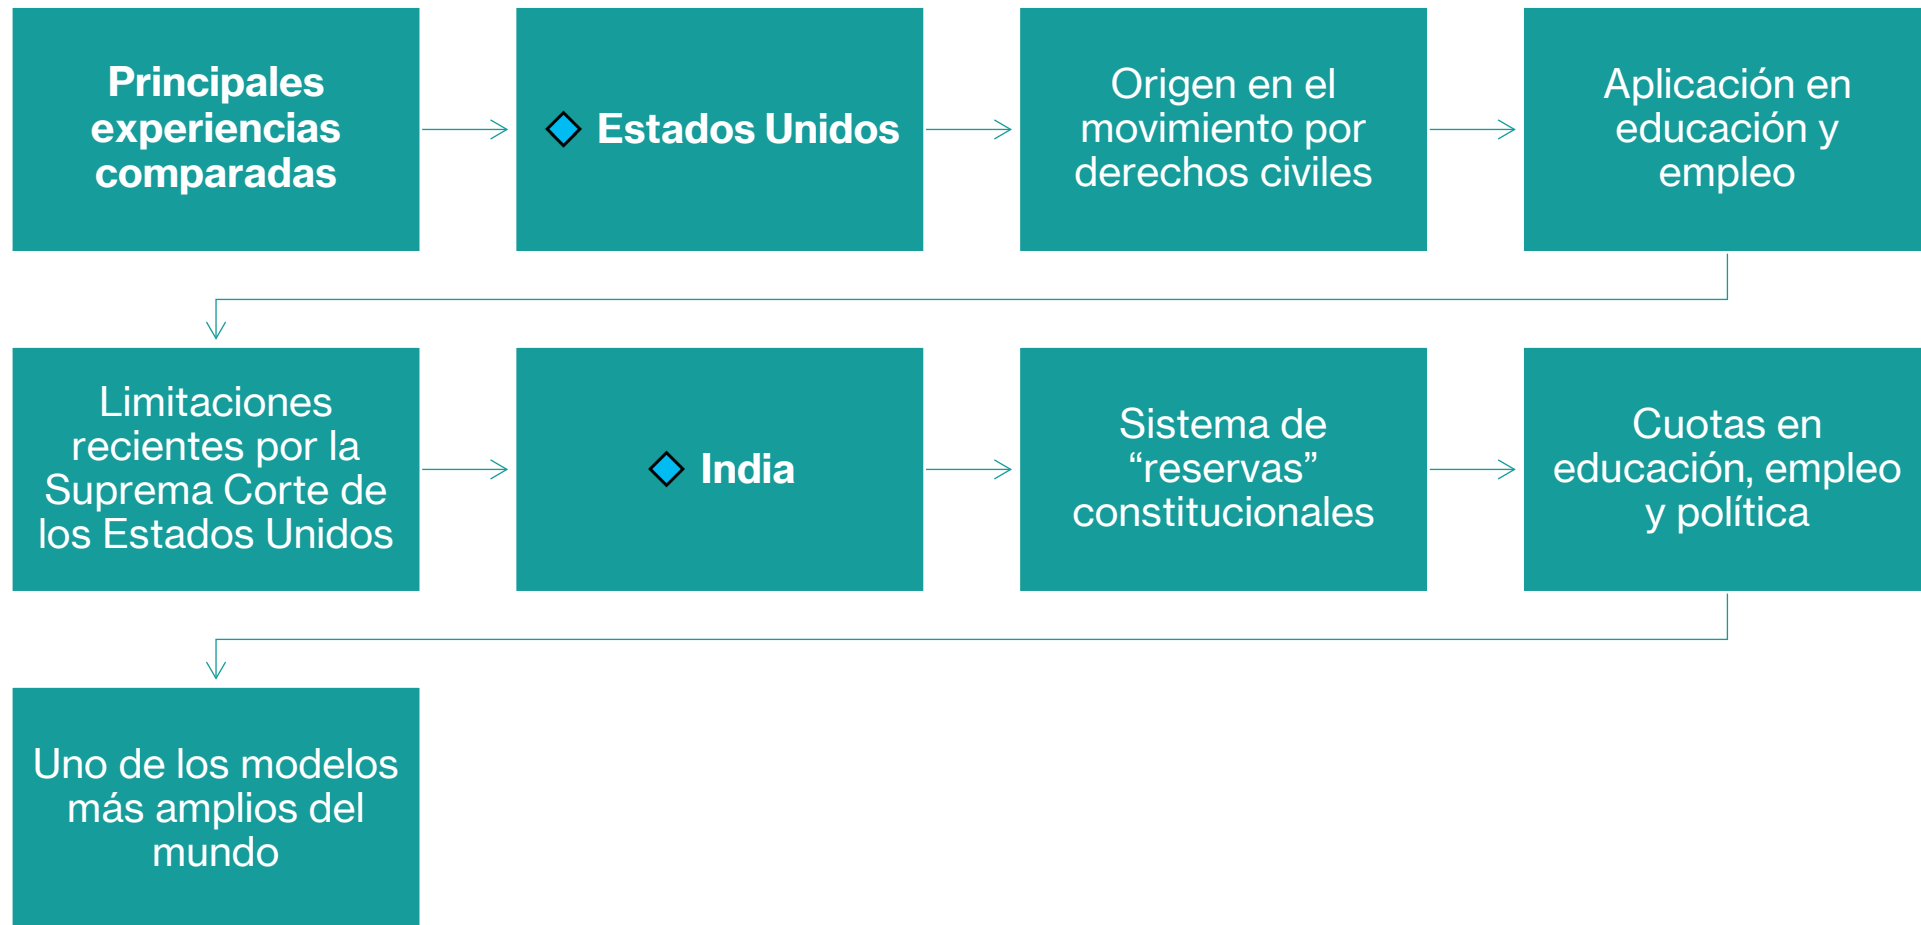 Principales
experiencias
comparadas
Estados Unidos
Origen en el
movimiento por
derechos civiles
Aplicación en
educación y
empleo
Limitaciones
recientes por la
Suprema Corte de
los Estados Unidos
India
Sistema de
“reservas”
constitucionales
Cuotas en
educación, empleo
y política
Uno de los modelos
más amplios del
mundo